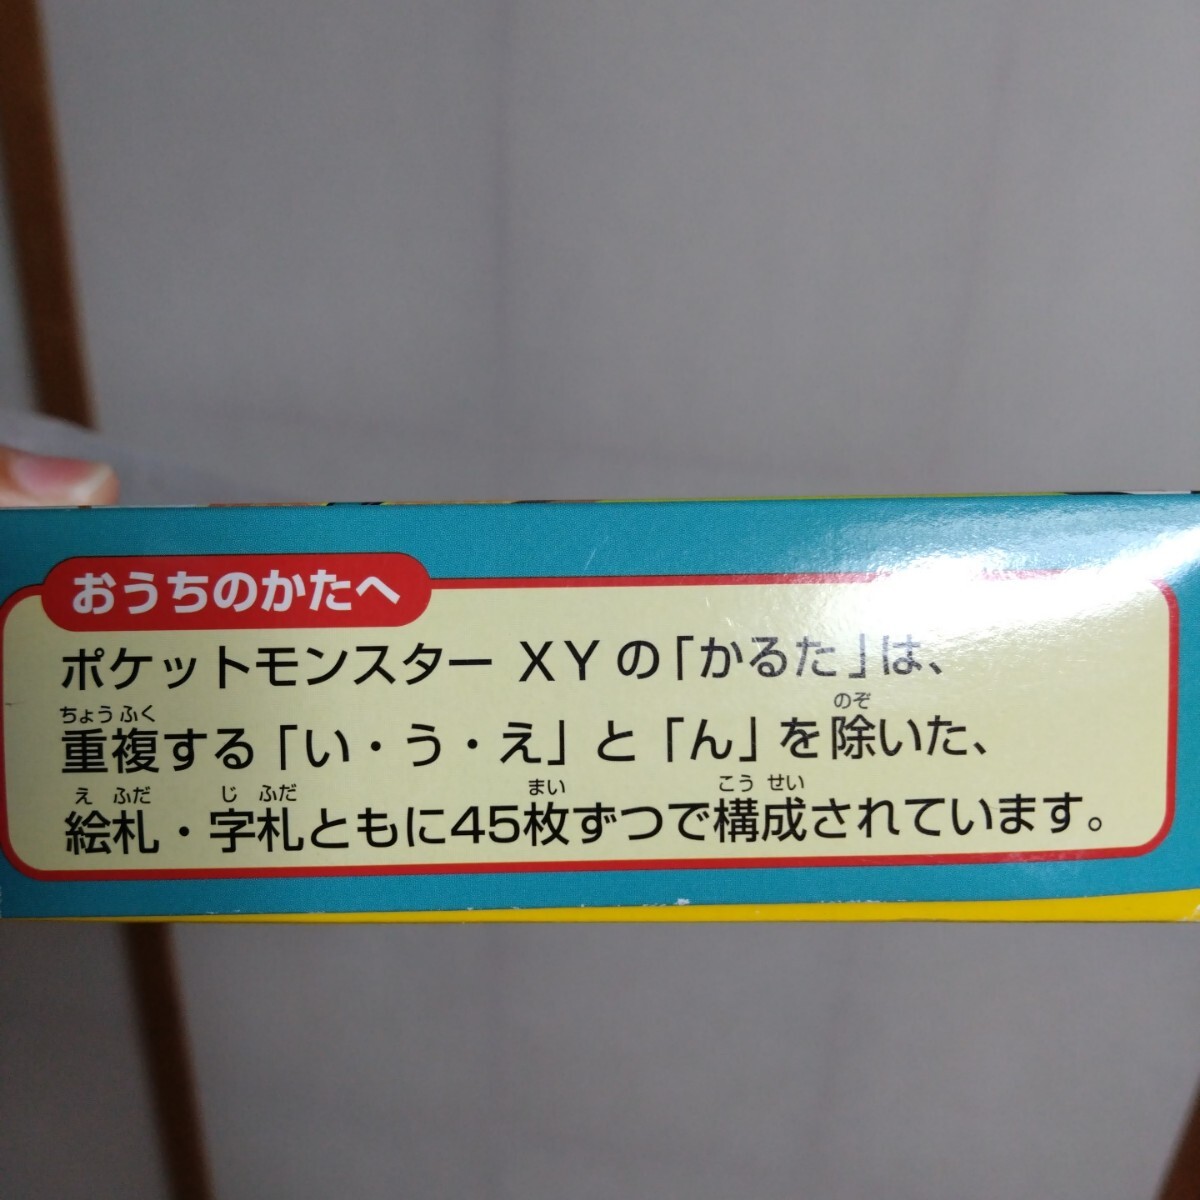 おうちのかたへ
ポケットモンスター XYの「かるた」は、
ちょう ふく のぞ
重複する「い・う・え」と「ん」を除いた、
え ふだ じ ふだ まい こう せい
絵札・字札ともに45枚ずつで構成されています。